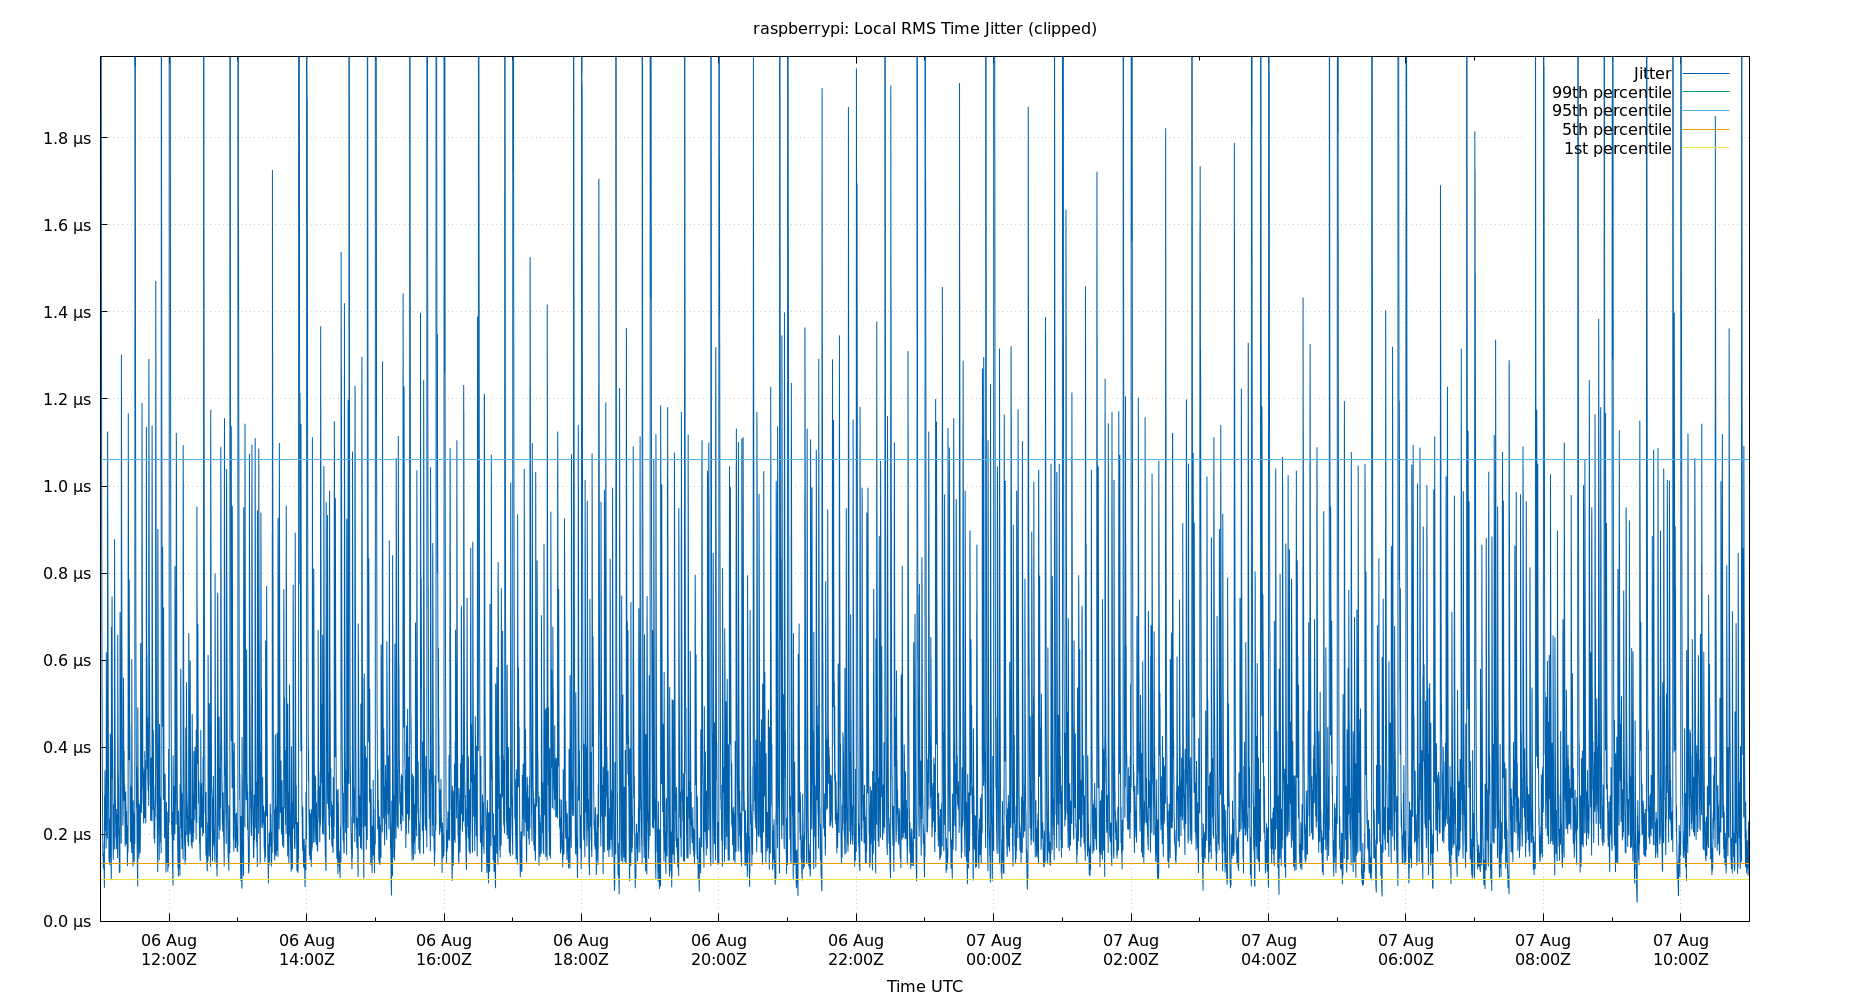 raspberrypi: Local RMS Time Jitter (clipped)
Jitter
99th percentile
95th percentile
5th percentile
1st percentile
1.8 µs
1.6 µs
1.4 µs
1.2 µs
1.0 µs
0.8 µs
0.6 µs
0.4 µs
0.2 µs
0.0 µs
06 Aug 06 Aug 06 Aug 06 Aug 06 Aug 06 Aug 07 Aug 07 Aug 07 Aug 07 Aug 07 Aug 07 Aug
12:00Z 14:00Z 16:00Z 18:00Z 20:00Z 22:00Z 00:00Z 02:00Z 04:00Z 06:00Z 08:00Z 10:00Z
Time UTC